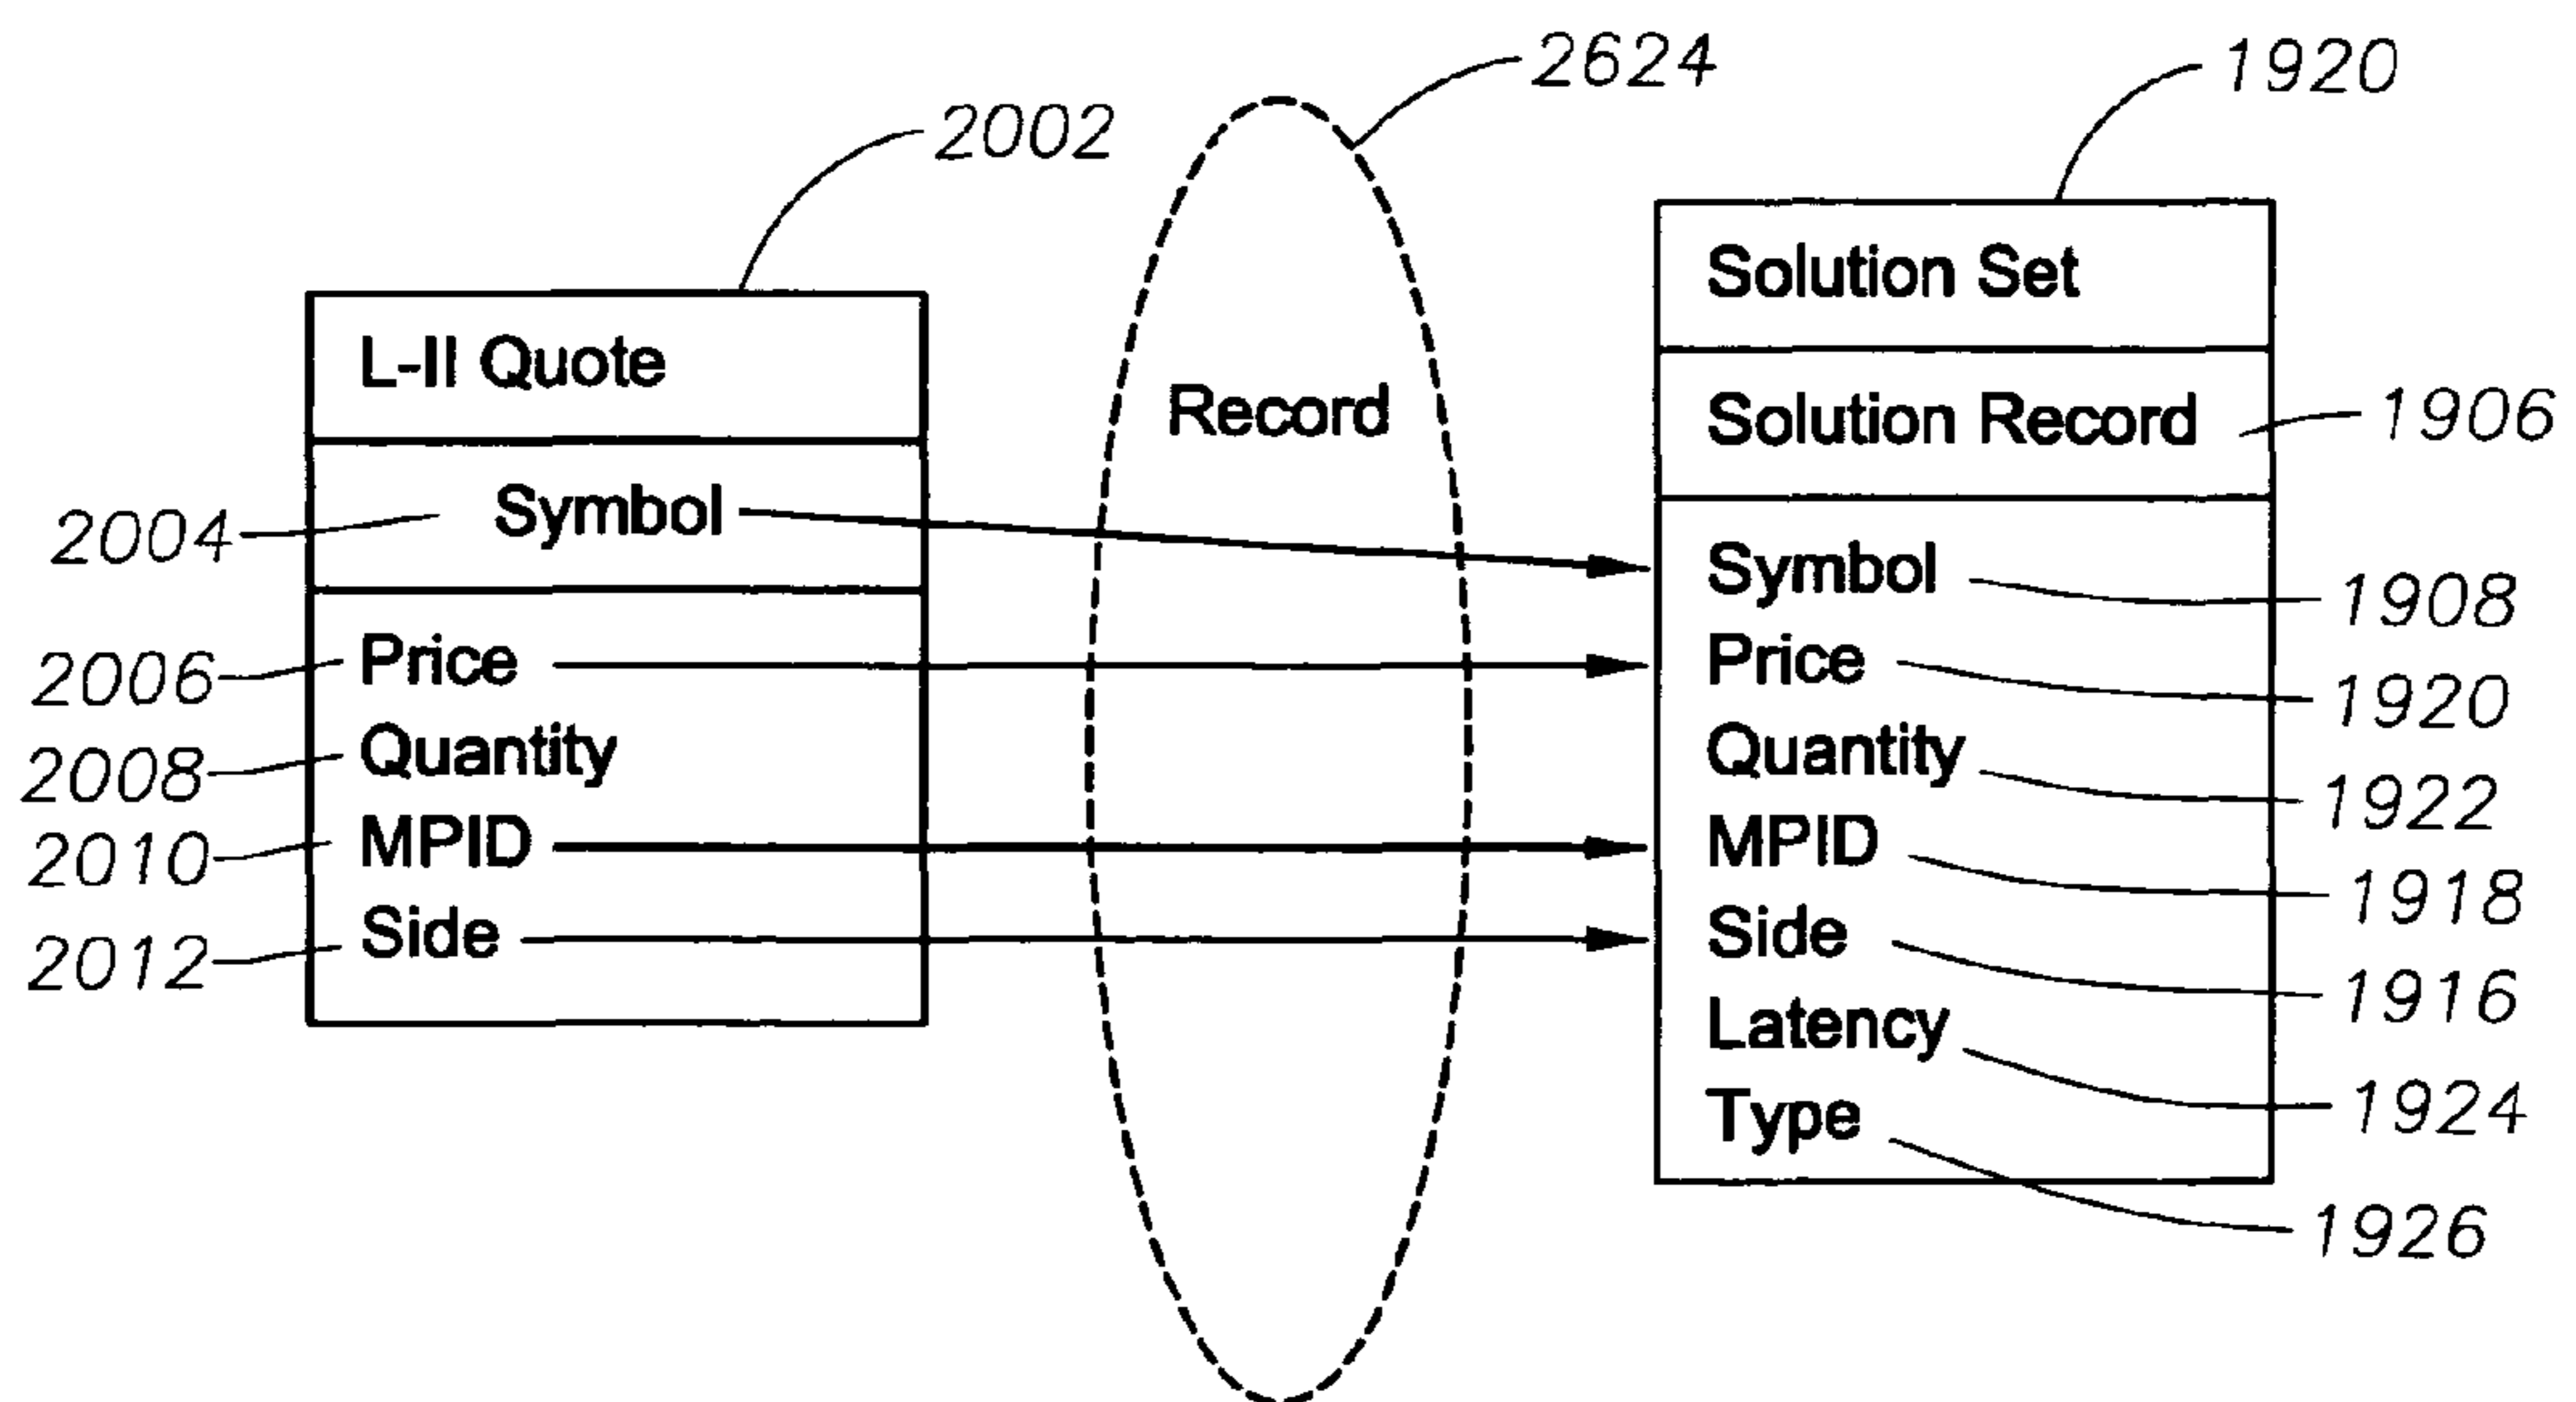 2624
1920
2002
Solution Set
L-II Quote
Record
Solution Record
1906
2004
Symbol
Symbol
1908
2006
Price
Price
1920
2008
Quantity
Quantity
1922
2010
MPID
MPID
1918
2012
Side
Side
1916
Latency
1924
Type
1926